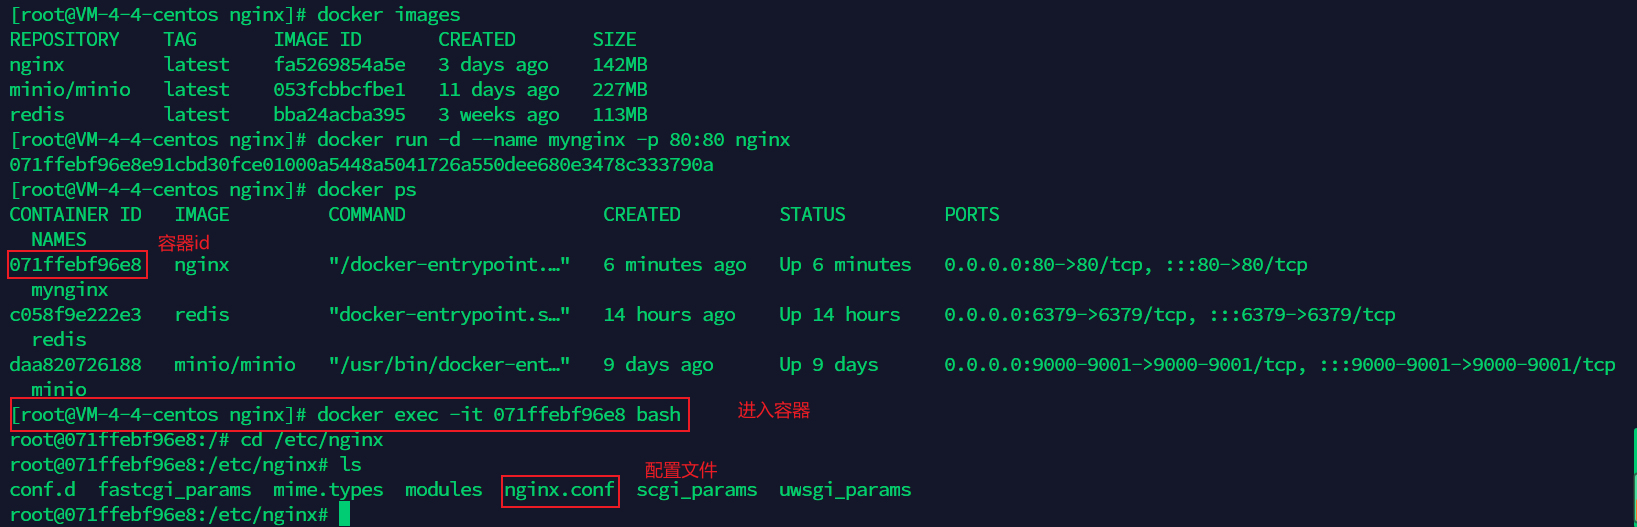 [root@VM-4-4-centos nginx]# docker images
REPOSITORY    TAG       IMAGE ID       CREATED       SIZE
nginx         latest    fa5269854a5e   3 days ago    142MB
minio/minio   latest    053fcbbcfbe1   11 days ago   227MB
redis         latest    bba24acba395   3 weeks ago   113MB
[root@VM-4-4-centos nginx]# docker run -d --name mynginx -p 80:80 nginx
071ffebf96e8e91cbd30fce01000a5448a5041726a550dee680e3478c333790a
[root@VM-4-4-centos nginx]# docker ps
CONTAINER ID   IMAGE         COMMAND                  CREATED         STATUS         PORTS
  NAMES 容器id
071ffebf96e8   nginx         "/docker-entrypoint.…"   6 minutes ago   Up 6 minutes   0.0.0.0:80->80/tcp, :::80->80/tcp
  mynginx
c058f9e222e3   redis         "docker-entrypoint.s…"   14 hours ago    Up 14 hours    0.0.0.0:6379->6379/tcp, :::6379->6379/tcp
  redis
daa820726188   minio/minio   "/usr/bin/docker-ent…"   9 days ago      Up 9 days      0.0.0.0:9000-9001->9000-9001/tcp, :::9000-9001->9000-9001/tcp
  minio
[root@VM-4-4-centos nginx]# docker exec -it 071ffebf96e8 bash 进入容器
root@071ffebf96e8:/# cd /etc/nginx
root@071ffebf96e8:/etc/nginx# ls
配置文件
conf.d  fastcgi_params  mime.types  modules  nginx.conf  scgi_params  uwsgi_params
root@071ffebf96e8:/etc/nginx#